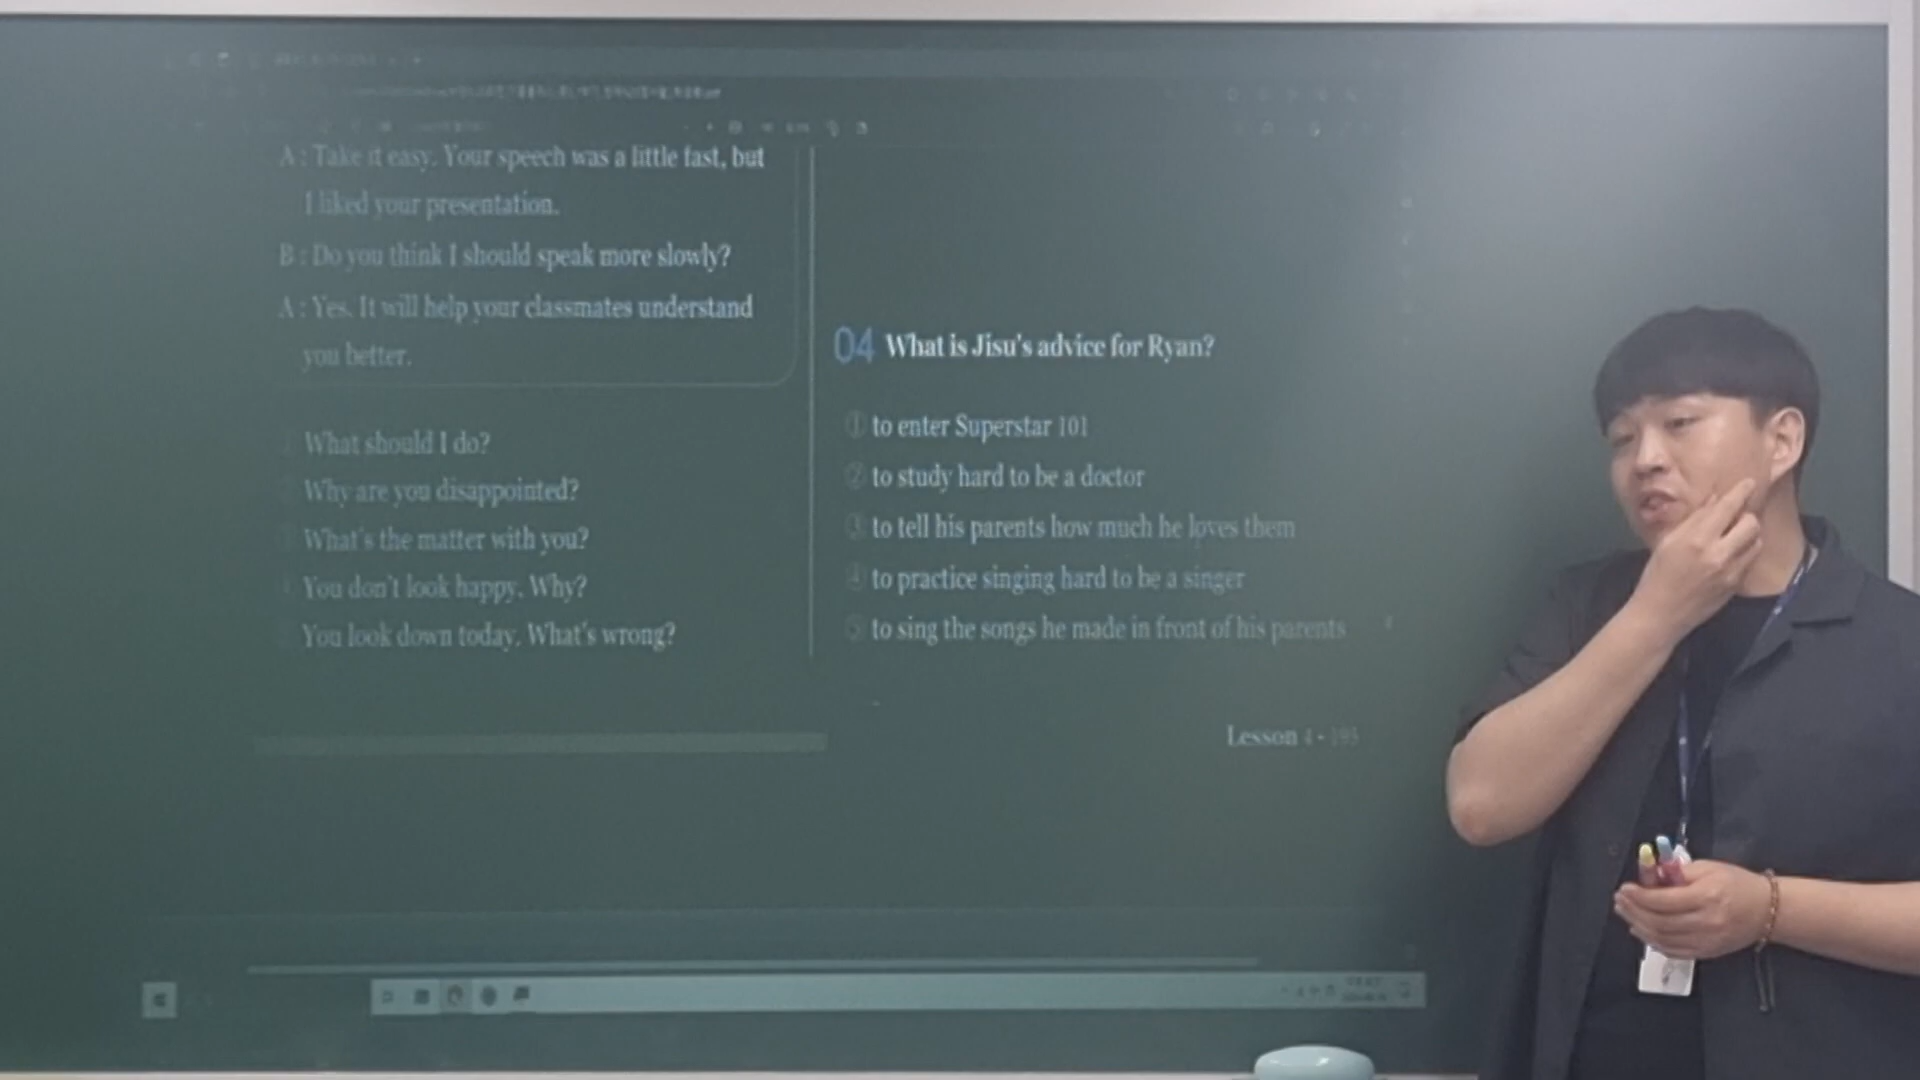 A : Take it easy. Your speech was a little fast, but
I liked your presentation.
B : Do you think I should speak more slowly?
A : Yes. It will help your classmates understand
you better.
What should I do?
Why are you disappointed?
What's the matter with you?
You don't look happy. Why?
You look down today. What's wrong?
04 What is Jisu's advice for Ryan?
① to enter Superstar 101
② to study hard to be a doctor
③ to tell his parents how much he loves them
④ to practice singing hard to be a singer
⑤ to sing the songs he made in front of his parents
Lesson 4 - 193